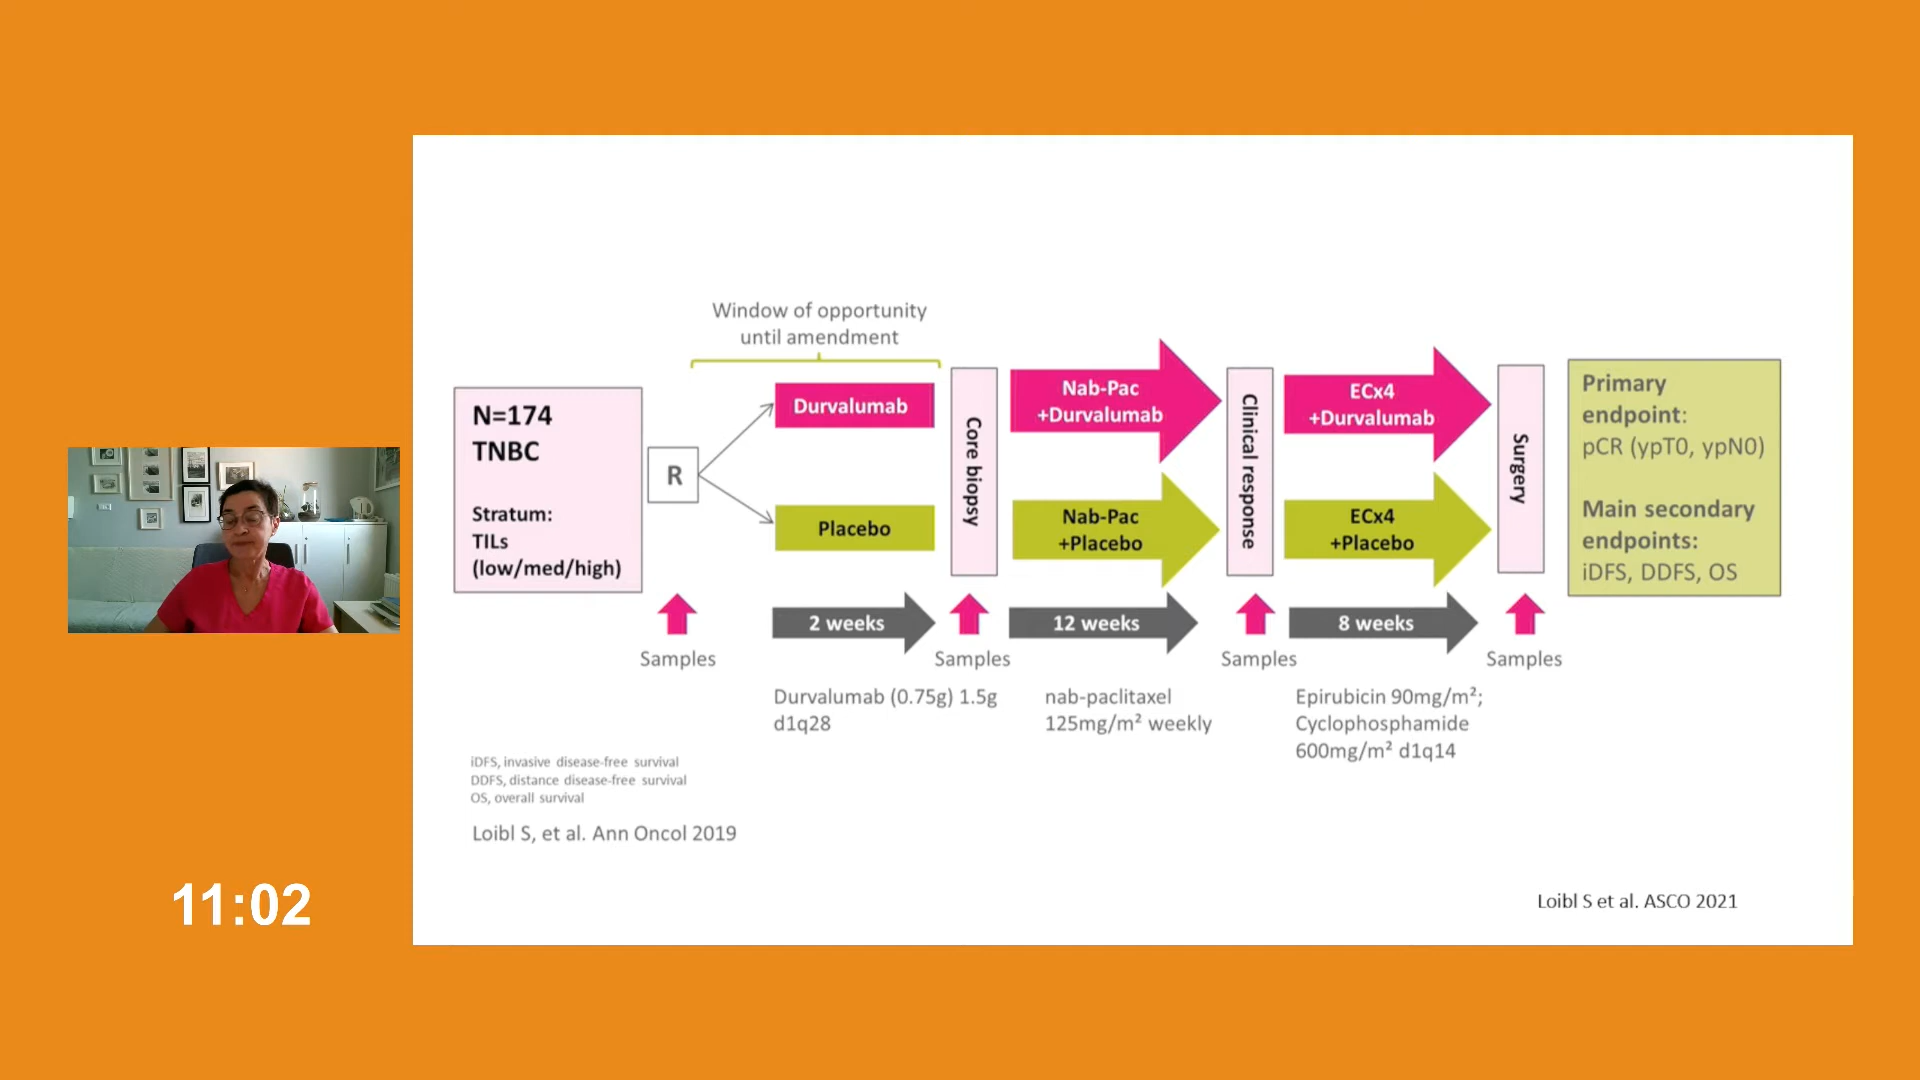 Window of opportunity
until amendment
N=174
TNBC
Stratum:
TILs
(low/med/high)
R
Durvalumab
Placebo
Core biopsy
Nab-Pac
+Durvalumab
Nab-Pac
+Placebo
Clinical response
ECx4
+Durvalumab
ECx4
+Placebo
Surgery
Primary
endpoint:
pCR (ypT0, ypN0)
Main secondary
endpoints:
iDFS, DDFS, OS
2 weeks
12 weeks
8 weeks
Samples
Samples
Samples
Samples
Durvalumab (0.75g) 1.5g
d1q28
nab-paclitaxel
125mg/m² weekly
Epirubicin 90mg/m²;
Cyclophosphamide
600mg/m² d1q14
iDFS, invasive disease-free survival
DDFS, distance disease-free survival
OS, overall survival
Loibl S, et al. Ann Oncol 2019
Loibl S et al. ASCO 2021
11:02